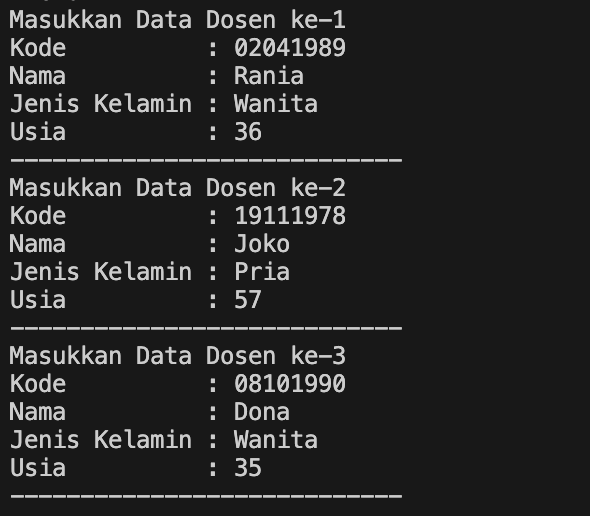 Masukkan Data Dosen ke-1
Kode          : 02041989
Nama          : Rania
Jenis Kelamin : Wanita
Usia          : 36
----------------------------
Masukkan Data Dosen ke-2
Kode          : 19111978
Nama          : Joko
Jenis Kelamin : Pria
Usia          : 57
----------------------------
Masukkan Data Dosen ke-3
Kode          : 08101990
Nama          : Dona
Jenis Kelamin : Wanita
Usia          : 35
----------------------------